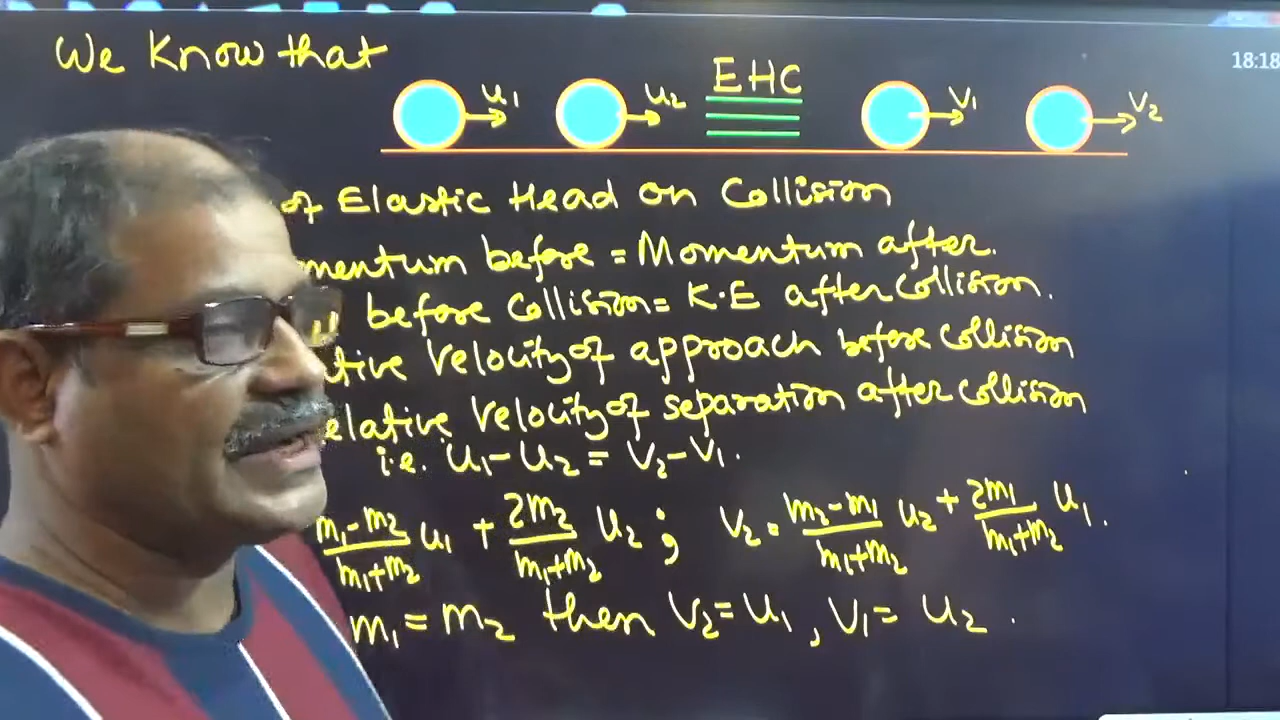 We Know that
18:18
EHC
u₁ u₂ v₁ v₂
of Elastic Head on Collision
mentum before = Momentum after.
before collision = K.E after collision.
tive velocity of approach before collision
elative velocity of separation after collision
i.e. u₁-u₂ = v₂-v₁.
(m₁-m₂)/(m₁+m₂) u₁ + 2m₂/(m₁+m₂) u₂ ; v₂ = (m₂-m₁)/(m₁+m₂) u₂ + 2m₁/(m₁+m₂) u₁.
m₁ = m₂ then v₂ = u₁, v₁ = u₂.